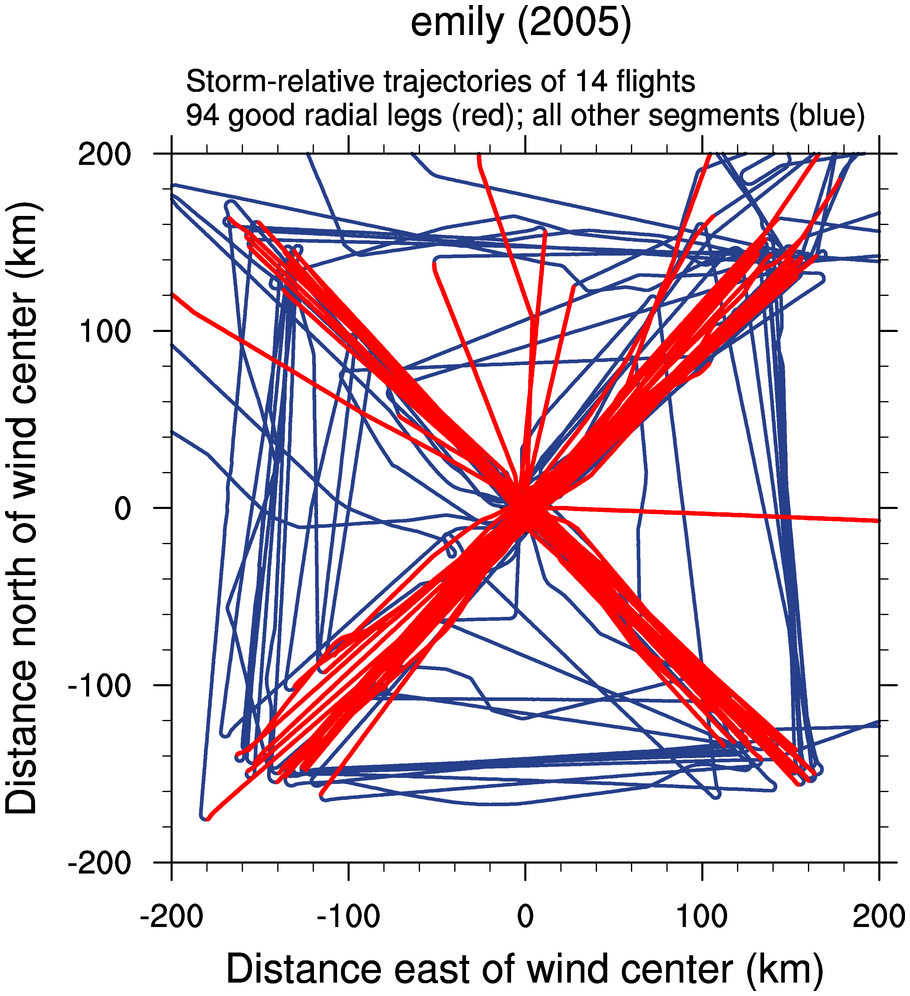 emily (2005)
Storm-relative trajectories of 14 flights
94 good radial legs (red); all other segments (blue)
Distance north of wind center (km)
200
100
0
-100
-200
-200
-100
0
100
200
Distance east of wind center (km)